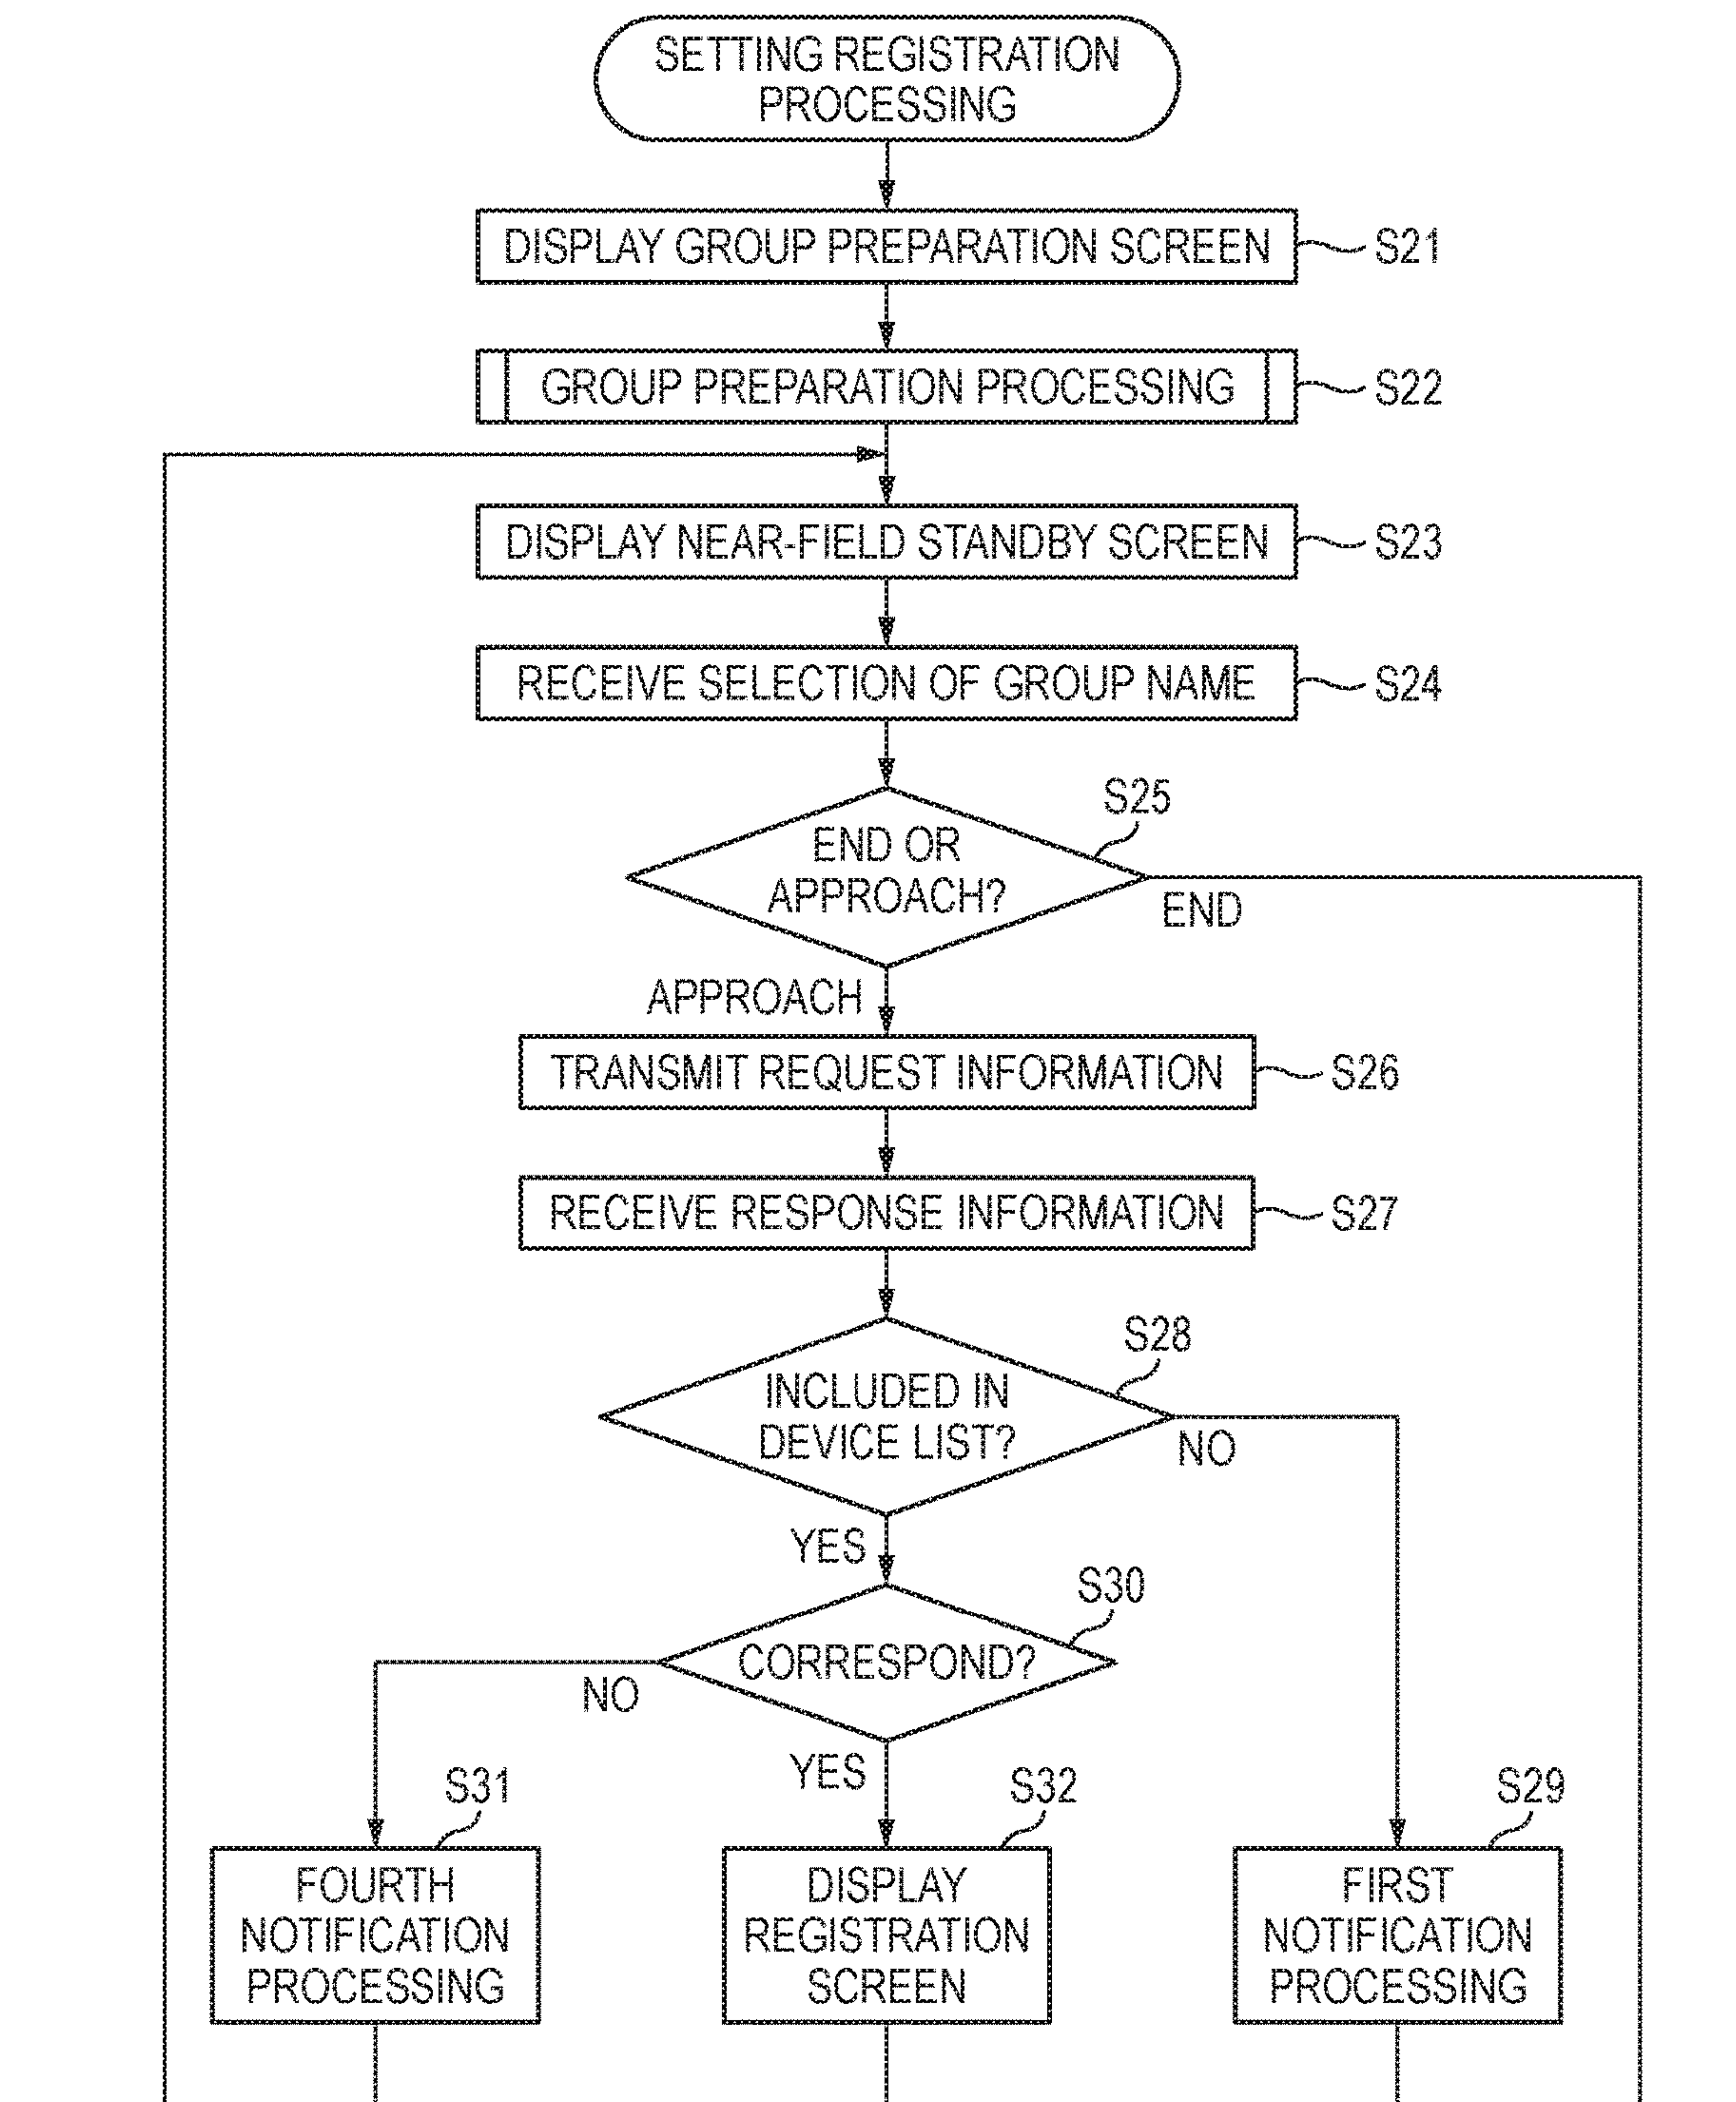 SETTING REGISTRATION
PROCESSING
DISPLAY GROUP PREPARATION SCREEN
S21
GROUP PREPARATION PROCESSING
S22
DISPLAY NEAR-FIELD STANDBY SCREEN
S23
RECEIVE SELECTION OF GROUP NAME
S24
S25
END OR
APPROACH?
END
APPROACH
TRANSMIT REQUEST INFORMATION
S26
RECEIVE RESPONSE INFORMATION
S27
S28
INCLUDED IN
DEVICE LIST?
NO
YES
S30
CORRESPOND?
NO
YES
S31
S32
S29
FOURTH
NOTIFICATION
PROCESSING
DISPLAY
REGISTRATION
SCREEN
FIRST
NOTIFICATION
PROCESSING